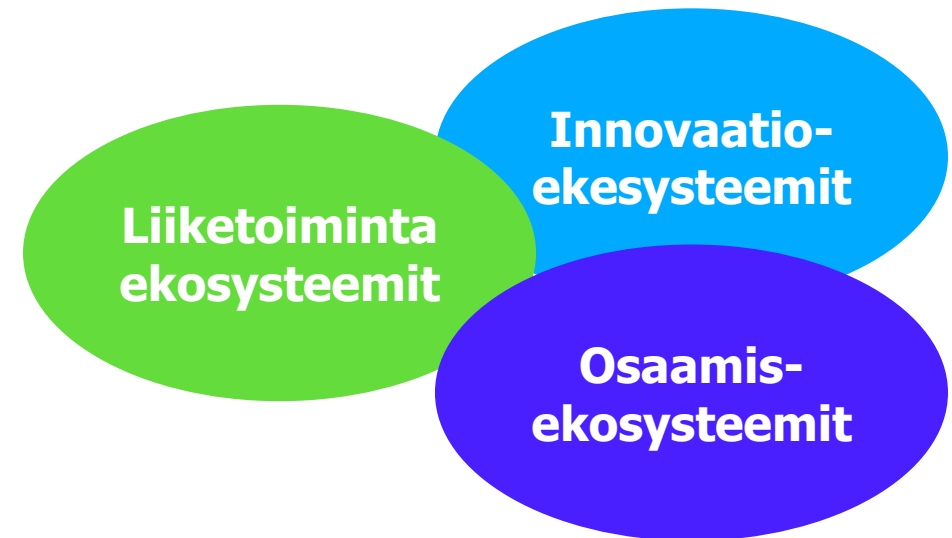 Innovaatio-
ekesysteemit
Liiketoiminta
ekosysteemit
Osaamis-
ekosysteemit